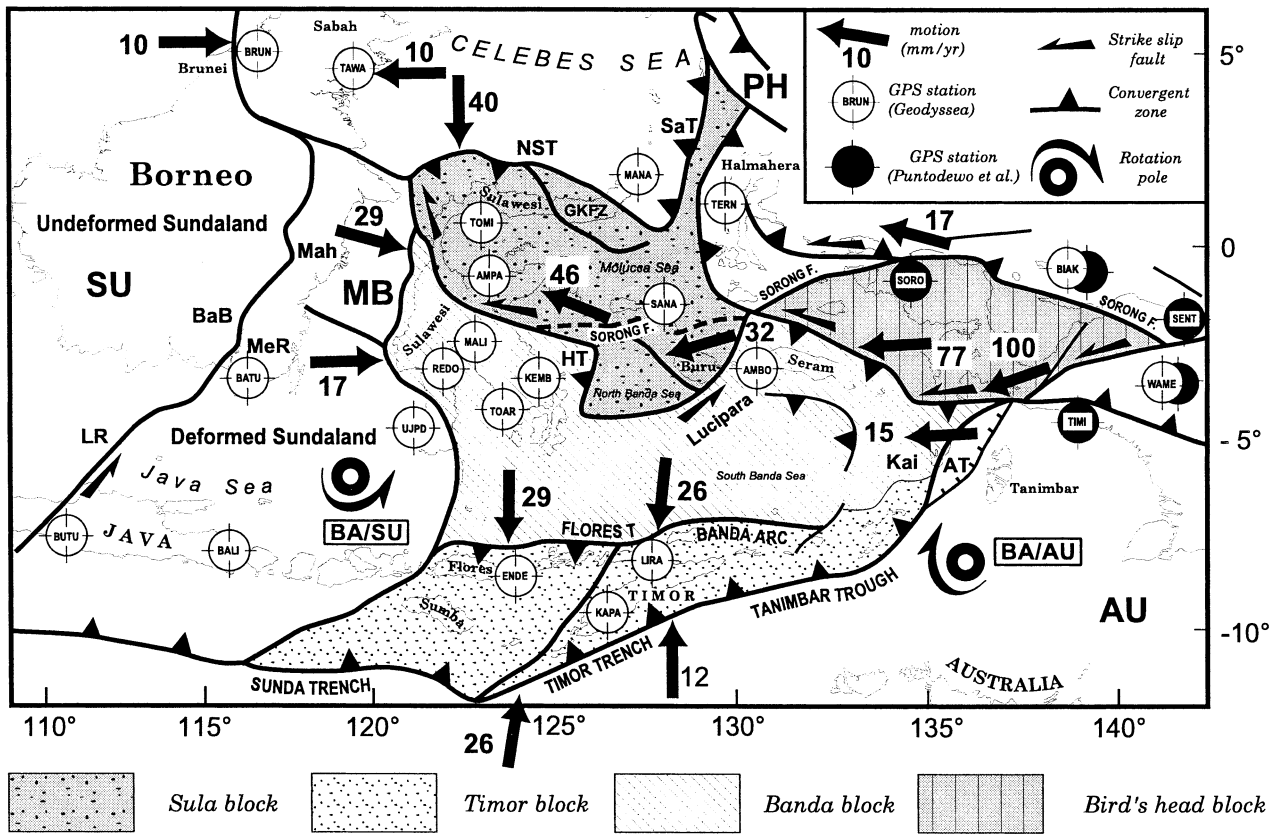 Sabah
10
BRUN
Brunei
TAWA
10
CELEBES SEA
40
PH
motion
(mm/yr)
10
Strike slip
fault
BRUN
GPS station
(Geodyssea)
Convergent
zone
GPS station
(Puntodewo et al.)
Rotation
pole
5°
SaT
NST
MANA
Halmahera
TERN
Borneo
Undeformed Sundaland
SU
29
Mah
MB
BaB
MeR
Sulawesi
TOMI
GKFZ
AMPA
Molucca Sea
46
SANA
17
0
SORONG F.
SORO
BIAK
SORONG F.
SENT
Sulawesi
MALI
REDO
SORONG F.
HT
KEMB
TOAR
32
Buru
North Banda Sea
AMBO
Seram
77
100
WAME
TIMI
BATU
17
UJPD
LR
Deformed Sundaland
Lucipara
15
Kai
AT
- 5°
Java Sea
BA/SU
South Banda Sea
Tanimbar
29
26
BUTU
JAVA
BALI
FLORES T.
BANDA ARC
BA/AU
Flores
ENDE
LIRA
TIMOR
Sumba
KAPA
TANIMBAR TROUGH
AU
-10°
SUNDA TRENCH
TIMOR TRENCH
12
AUSTRALIA
110°
115°
120°
125°
130°
135°
140°
26
Sula block
Timor block
Banda block
Bird's head block